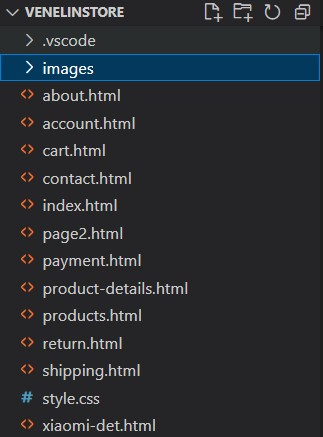 VENELINSTORE
.vscode
images
about.html
account.html
cart.html
contact.html
index.html
page2.html
payment.html
product-details.html
products.html
return.html
shipping.html
style.css
xiaomi-det.html